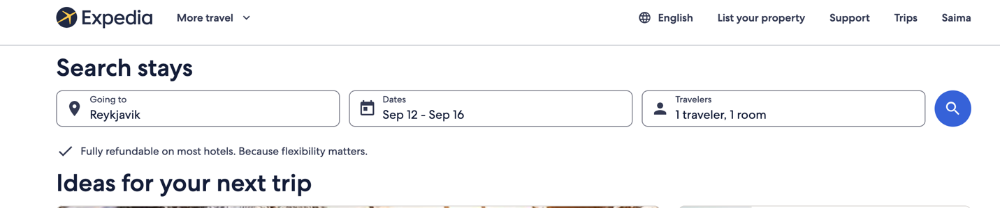 Expedia More travel English List your property Support Trips Saima
Search stays
Going to
Reykjavik
Dates
Sep 12 - Sep 16
Travelers
1 traveler, 1 room
Fully refundable on most hotels. Because flexibility matters.
Ideas for your next trip